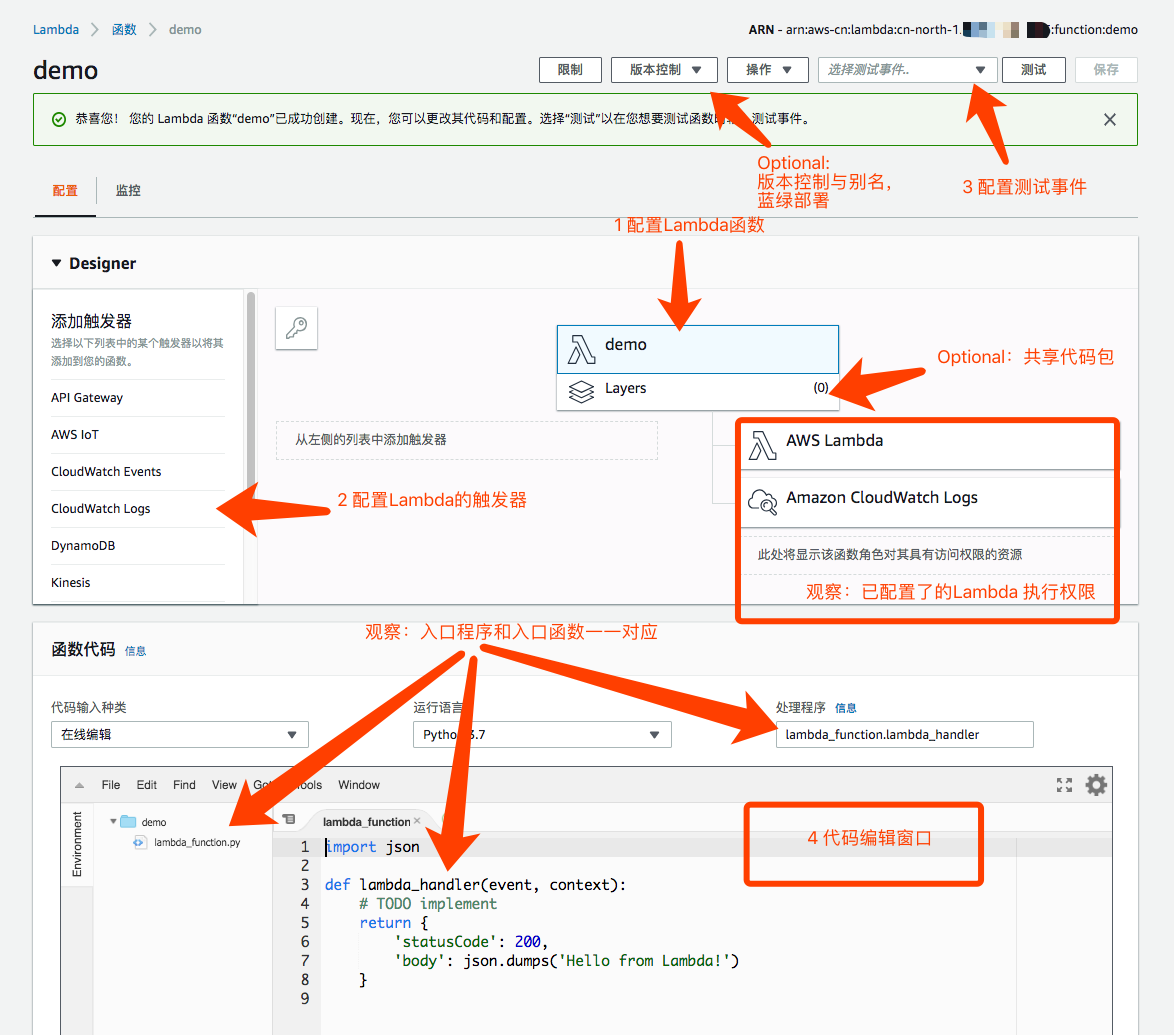 Lambda
函数
demo
ARN - arn:aws-cn:lambda:cn-north-1. :function:demo
demo
限制
版本控制
操作
选择测试事件..
测试
保存
恭喜您！ 您的 Lambda 函数“demo”已成功创建。现在，您可以更改其代码和配置。选择“测试”以在您想要测试函数时 测试事件。
Optional:
版本控制与别名，
蓝绿部署
3 配置测试事件
配置
监控
1 配置Lambda函数
Designer
添加触发器
选择以下列表中的某个触发器以将其
添加到您的函数。
API Gateway
AWS IoT
CloudWatch Events
CloudWatch Logs
DynamoDB
Kinesis
demo
Layers
(0)
Optional：共享代码包
从左侧的列表中添加触发器
AWS Lambda
Amazon CloudWatch Logs
此处将显示该函数角色对其具有访问权限的资源
观察：已配置了的Lambda 执行权限
2 配置Lambda的触发器
观察：入口程序和入口函数一一对应
函数代码 信息
代码输入种类
在线编辑
运行语言
Python 3.7
处理程序 信息
lambda_function.lambda_handler
File Edit Find View Goto Tools Window
Environment
demo
lambda_function.py
lambda_function
4 代码编辑窗口
1 import json
2
3 def lambda_handler(event, context):
4 # TODO implement
5 return {
6 'statusCode': 200,
7 'body': json.dumps('Hello from Lambda!')
8 }
9